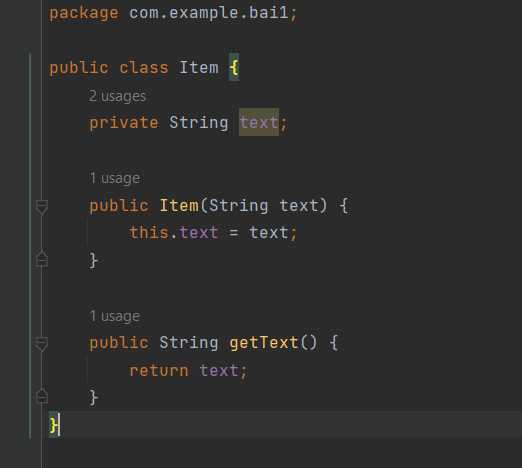 package com.example.bai1;
public class Item {
2 usages
private String text;
1 usage
public Item(String text) {
this.text = text;
}
1 usage
public String getText() {
return text;
}
}